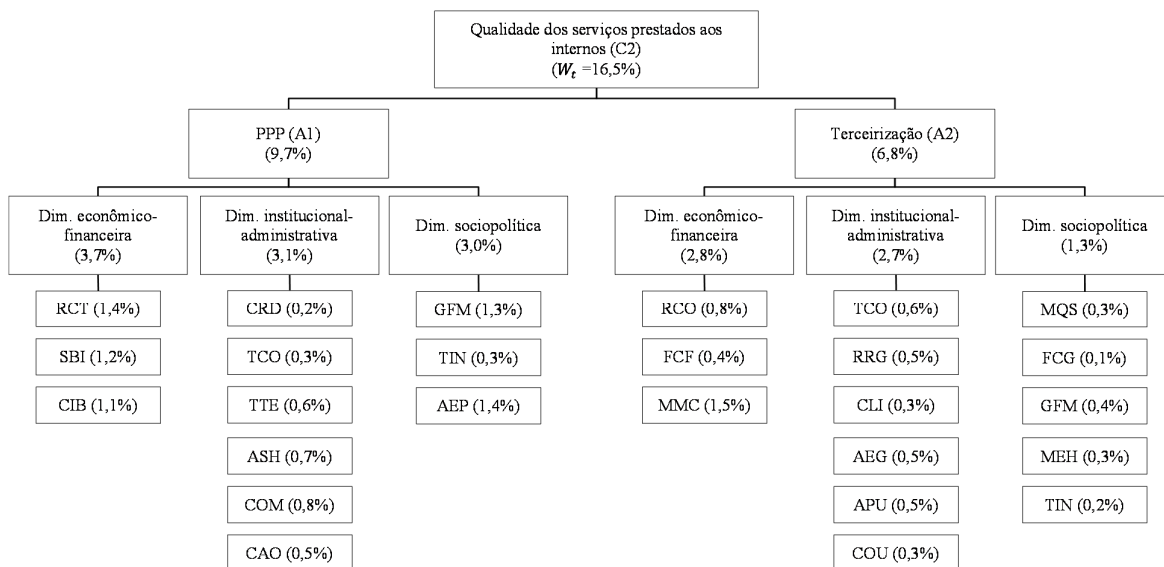 Qualidade dos serviços prestados aos
internos (C2)
(W_t =16,5%)
PPP (A1)
(9,7%)
Terceirização (A2)
(6,8%)
Dim. econômico-
financeira
(3,7%)
Dim. institucional-
administrativa
(3,1%)
Dim. sociopolítica
(3,0%)
Dim. econômico-
financeira
(2,8%)
Dim. institucional-
administrativa
(2,7%)
Dim. sociopolítica
(1,3%)
RCT (1,4%)
SBI (1,2%)
CIB (1,1%)
CRD (0,2%)
TCO (0,3%)
TTE (0,6%)
ASH (0,7%)
COM (0,8%)
CAO (0,5%)
GFM (1,3%)
TIN (0,3%)
AEP (1,4%)
RCO (0,8%)
FCF (0,4%)
MMC (1,5%)
TCO (0,6%)
RRG (0,5%)
CLI (0,3%)
AEG (0,5%)
APU (0,5%)
COU (0,3%)
MQS (0,3%)
FCG (0,1%)
GFM (0,4%)
MEH (0,3%)
TIN (0,2%)